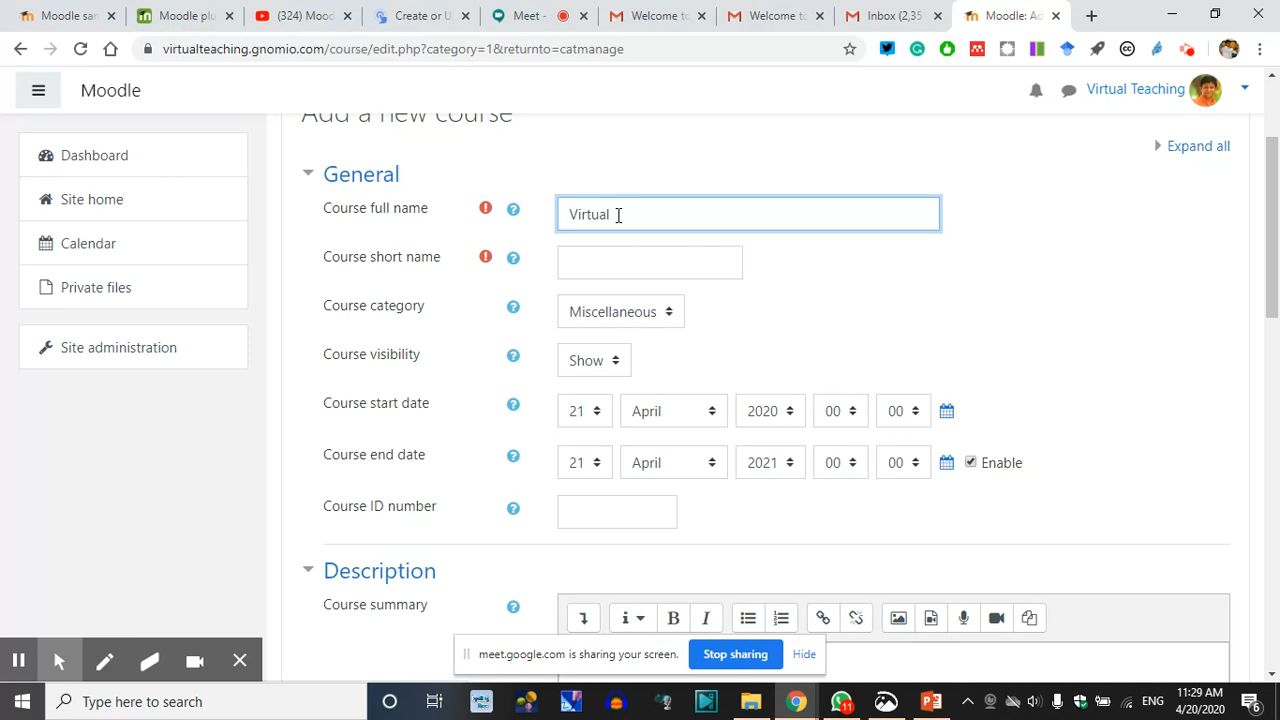 Moodle sar
Moodle plu
(324) Mood
Create or U
Meet -
Welcome to
Welcome to
Inbox (2,35
Moodle: Ad
virtualteaching.gnomio.com/course/edit.php?category=1&returnto=catmanage
Moodle
Virtual Teaching
Add a new course
Dashboard
Expand all
General
Site home
Course full name
Virtual
Calendar
Course short name
Private files
Course category
Miscellaneous
Site administration
Course visibility
Show
Course start date
21 April 2020 00 00
Course end date
21 April 2021 00 00 Enable
Course ID number
Description
Course summary
B I
meet.google.com is sharing your screen. Stop sharing Hide
Type here to search
11
ENG
11:29 AM
4/20/2020
6